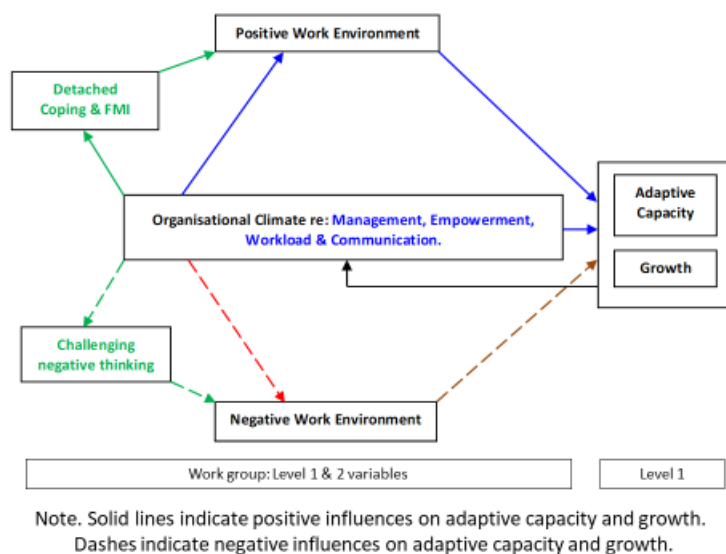 Positive Work Environment
Detached
Coping & FMI
Organisational Climate re: Management, Empowerment,
Workload & Communication.
Adaptive
Capacity
Growth
Challenging
negative thinking
Negative Work Environment
Work group: Level 1 & 2 variables
Level 1
Note. Solid lines indicate positive influences on adaptive capacity and growth.
Dashes indicate negative influences on adaptive capacity and growth.